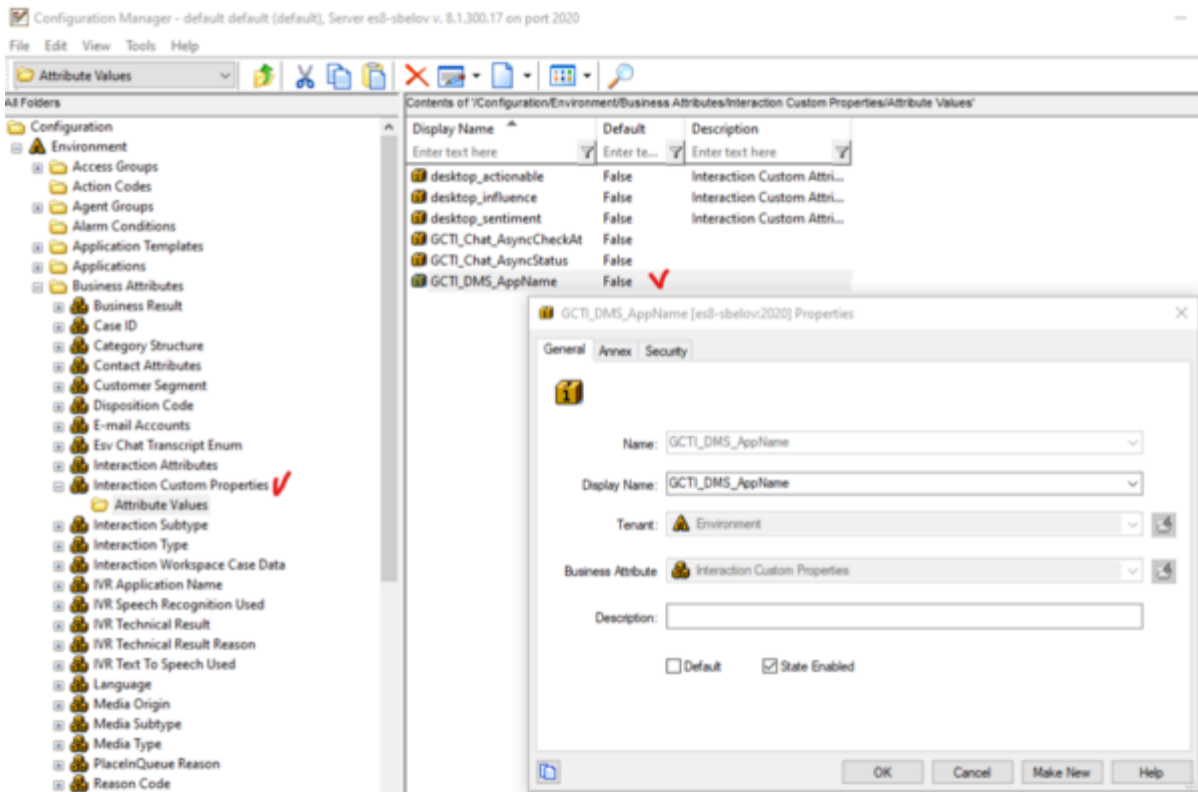 Configuration Manager - default default (default), Server es8-sbelov v. 8.1.300.17 on port 2020
File Edit View Tools Help
Attribute Values
All Folders
Configuration
Environment
Access Groups
Action Codes
Agent Groups
Alarm Conditions
Application Templates
Applications
Business Attributes
Business Result
Case ID
Category Structure
Contact Attributes
Customer Segment
Disposition Code
E-mail Accounts
Esv Chat Transcript Enum
Interaction Attributes
Interaction Custom Properties
Attribute Values
Interaction Subtype
Interaction Type
Interaction Workspace Case Data
IVR Application Name
IVR Speech Recognition Used
IVR Technical Result
IVR Technical Result Reason
IVR Text To Speech Used
Language
Media Origin
Media Subtype
Media Type
PlaceInQueue Reason
Reason Code
Contents of '/Configuration/Environment/Business Attributes/Interaction Custom Properties/Attribute Values'
Display Name Default Description
Enter text here Enter te... Enter text here
desktop_actionable False Interaction Custom Attri...
desktop_influence False Interaction Custom Attri...
desktop_sentiment False Interaction Custom Attri...
GCTI_Chat_AsyncCheckAt False
GCTI_Chat_AsyncStatus False
GCTI_DMS_AppName False
GCTI_DMS_AppName [es8-sbelov:2020] Properties
General Annex Security
Name: GCTI_DMS_AppName
Display Name: GCTI_DMS_AppName
Tenant: Environment
Business Attribute Interaction Custom Properties
Description:
Default State Enabled
OK Cancel Make New Help